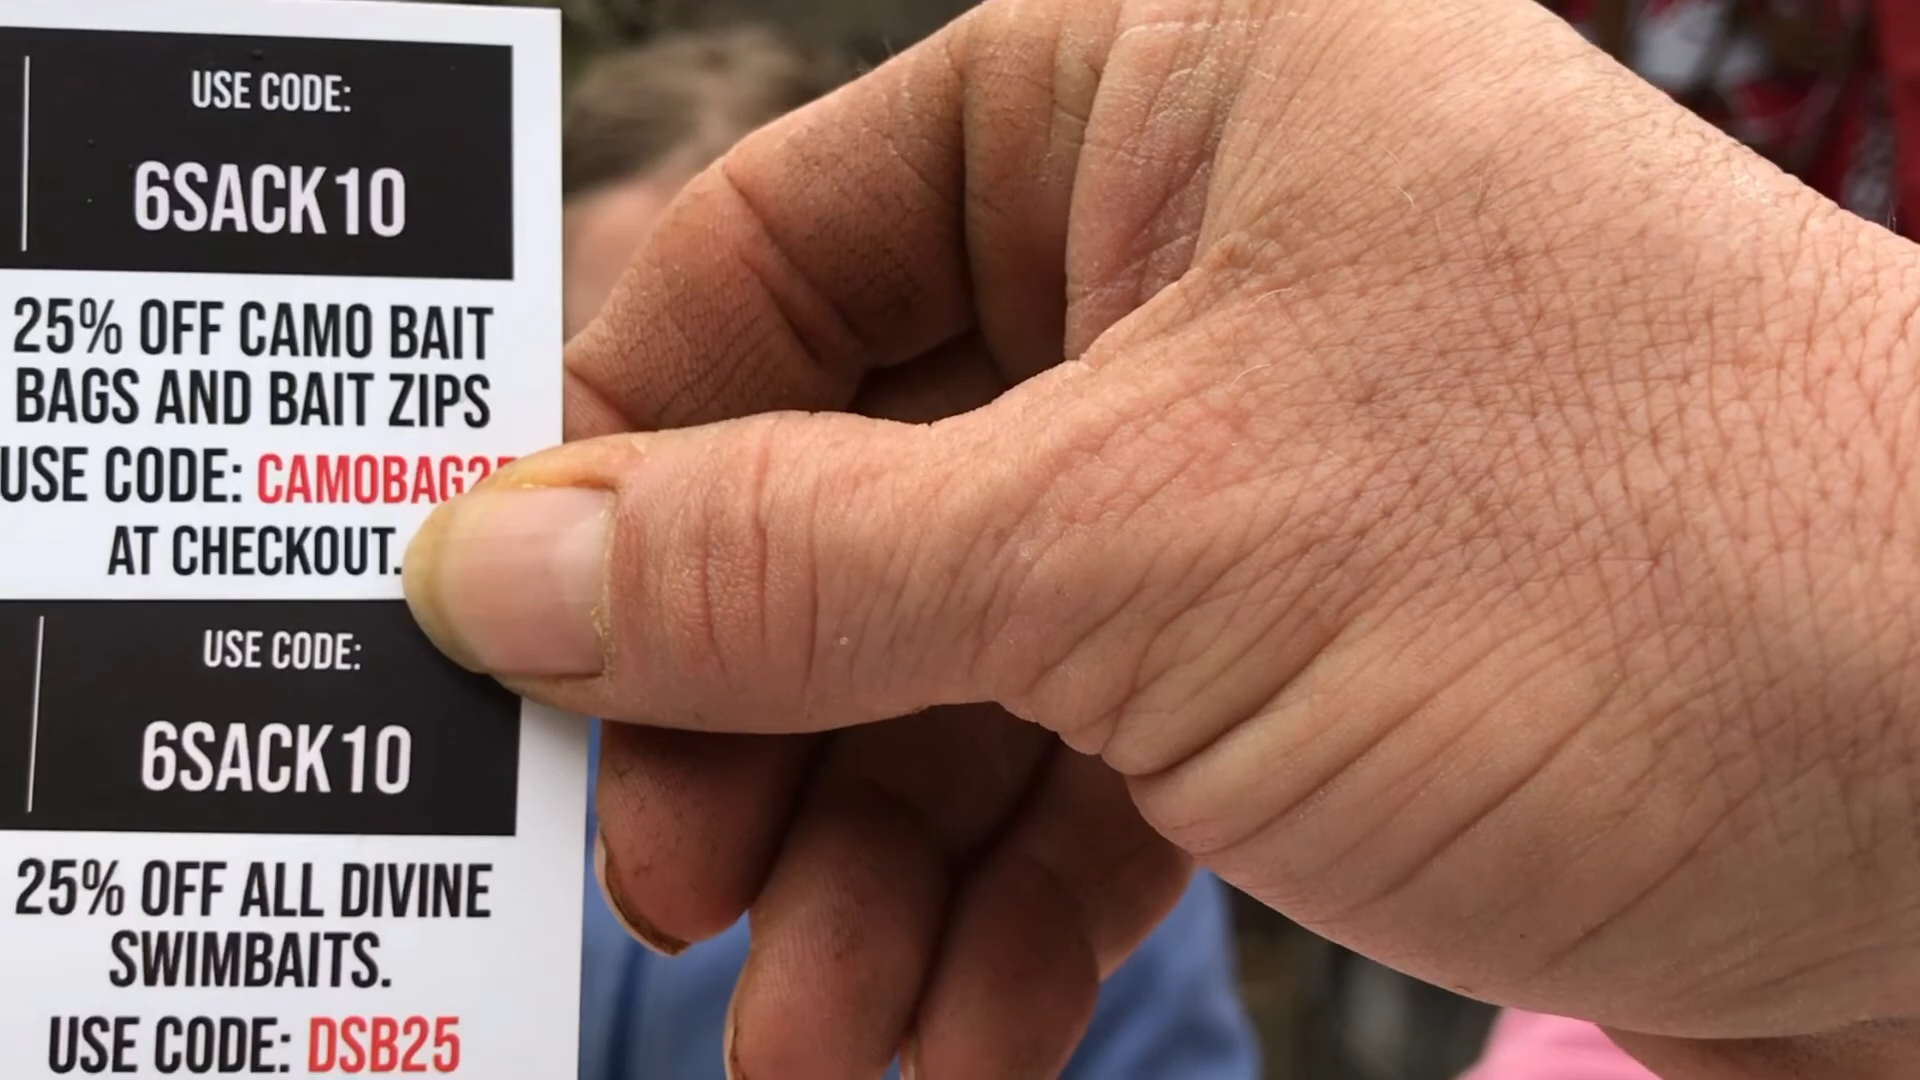 USE CODE:
6SACK10
25% OFF CAMO BAIT
BAGS AND BAIT ZIPS
USE CODE:
AT CHECKOUT.
USE CODE:
6SACK10
25% OFF ALL DIVINE
SWIMBAITS.
USE CODE: DSB25